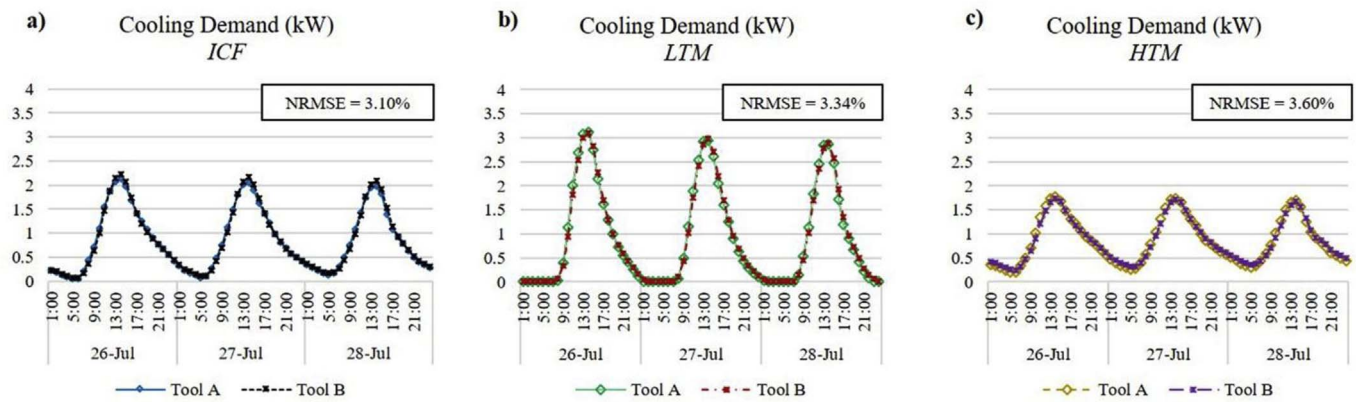 a)
Cooling Demand (kW)
ICF
NRMSE = 3.10%
4
3.5
3
2.5
2
1.5
1
0.5
0
1:00 5:00 9:00 13:00 17:00 21:00 1:00 5:00 9:00 13:00 17:00 21:00 1:00 5:00 9:00 13:00 17:00 21:00
26-Jul 27-Jul 28-Jul
Tool A Tool B
b)
Cooling Demand (kW)
LTM
NRMSE = 3.34%
4
3.5
3
2.5
2
1.5
1
0.5
0
1:00 5:00 9:00 13:00 17:00 21:00 1:00 5:00 9:00 13:00 17:00 21:00 1:00 5:00 9:00 13:00 17:00 21:00
26-Jul 27-Jul 28-Jul
Tool A Tool B
c)
Cooling Demand (kW)
HTM
NRMSE = 3.60%
4
3.5
3
2.5
2
1.5
1
0.5
0
1:00 5:00 9:00 13:00 17:00 21:00 1:00 5:00 9:00 13:00 17:00 21:00 1:00 5:00 9:00 13:00 17:00 21:00
26-Jul 27-Jul 28-Jul
Tool A Tool B